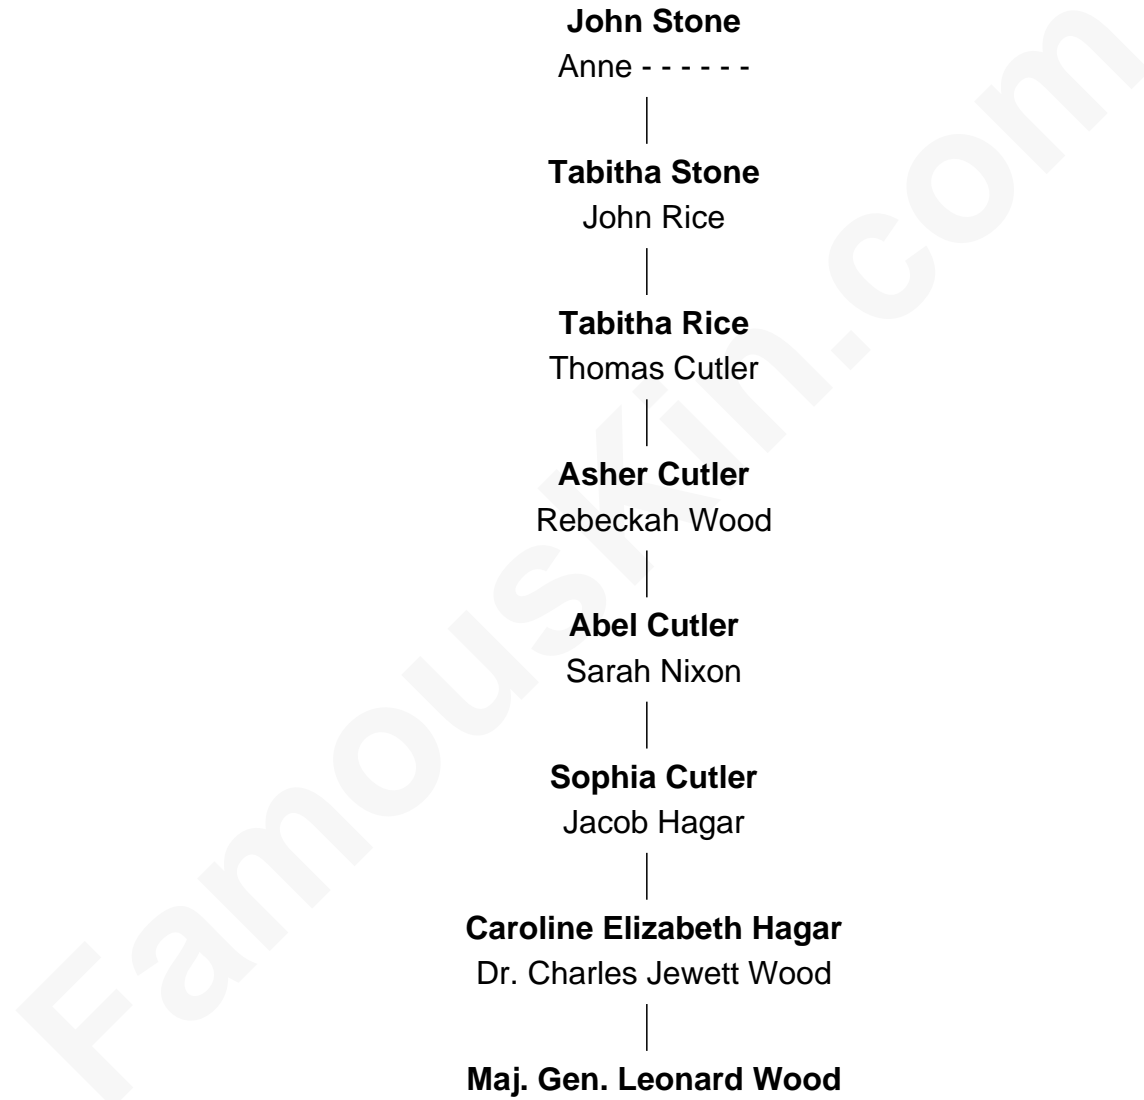 John Stone
Anne - - - - - -
Tabitha Stone
John Rice
Tabitha Rice
Thomas Cutler
Asher Cutler
Rebeckah Wood
Abel Cutler
Sarah Nixon
Sophia Cutler
Jacob Hagar
Caroline Elizabeth Hagar
Dr. Charles Jewett Wood
Maj. Gen. Leonard Wood
FamousKin.com